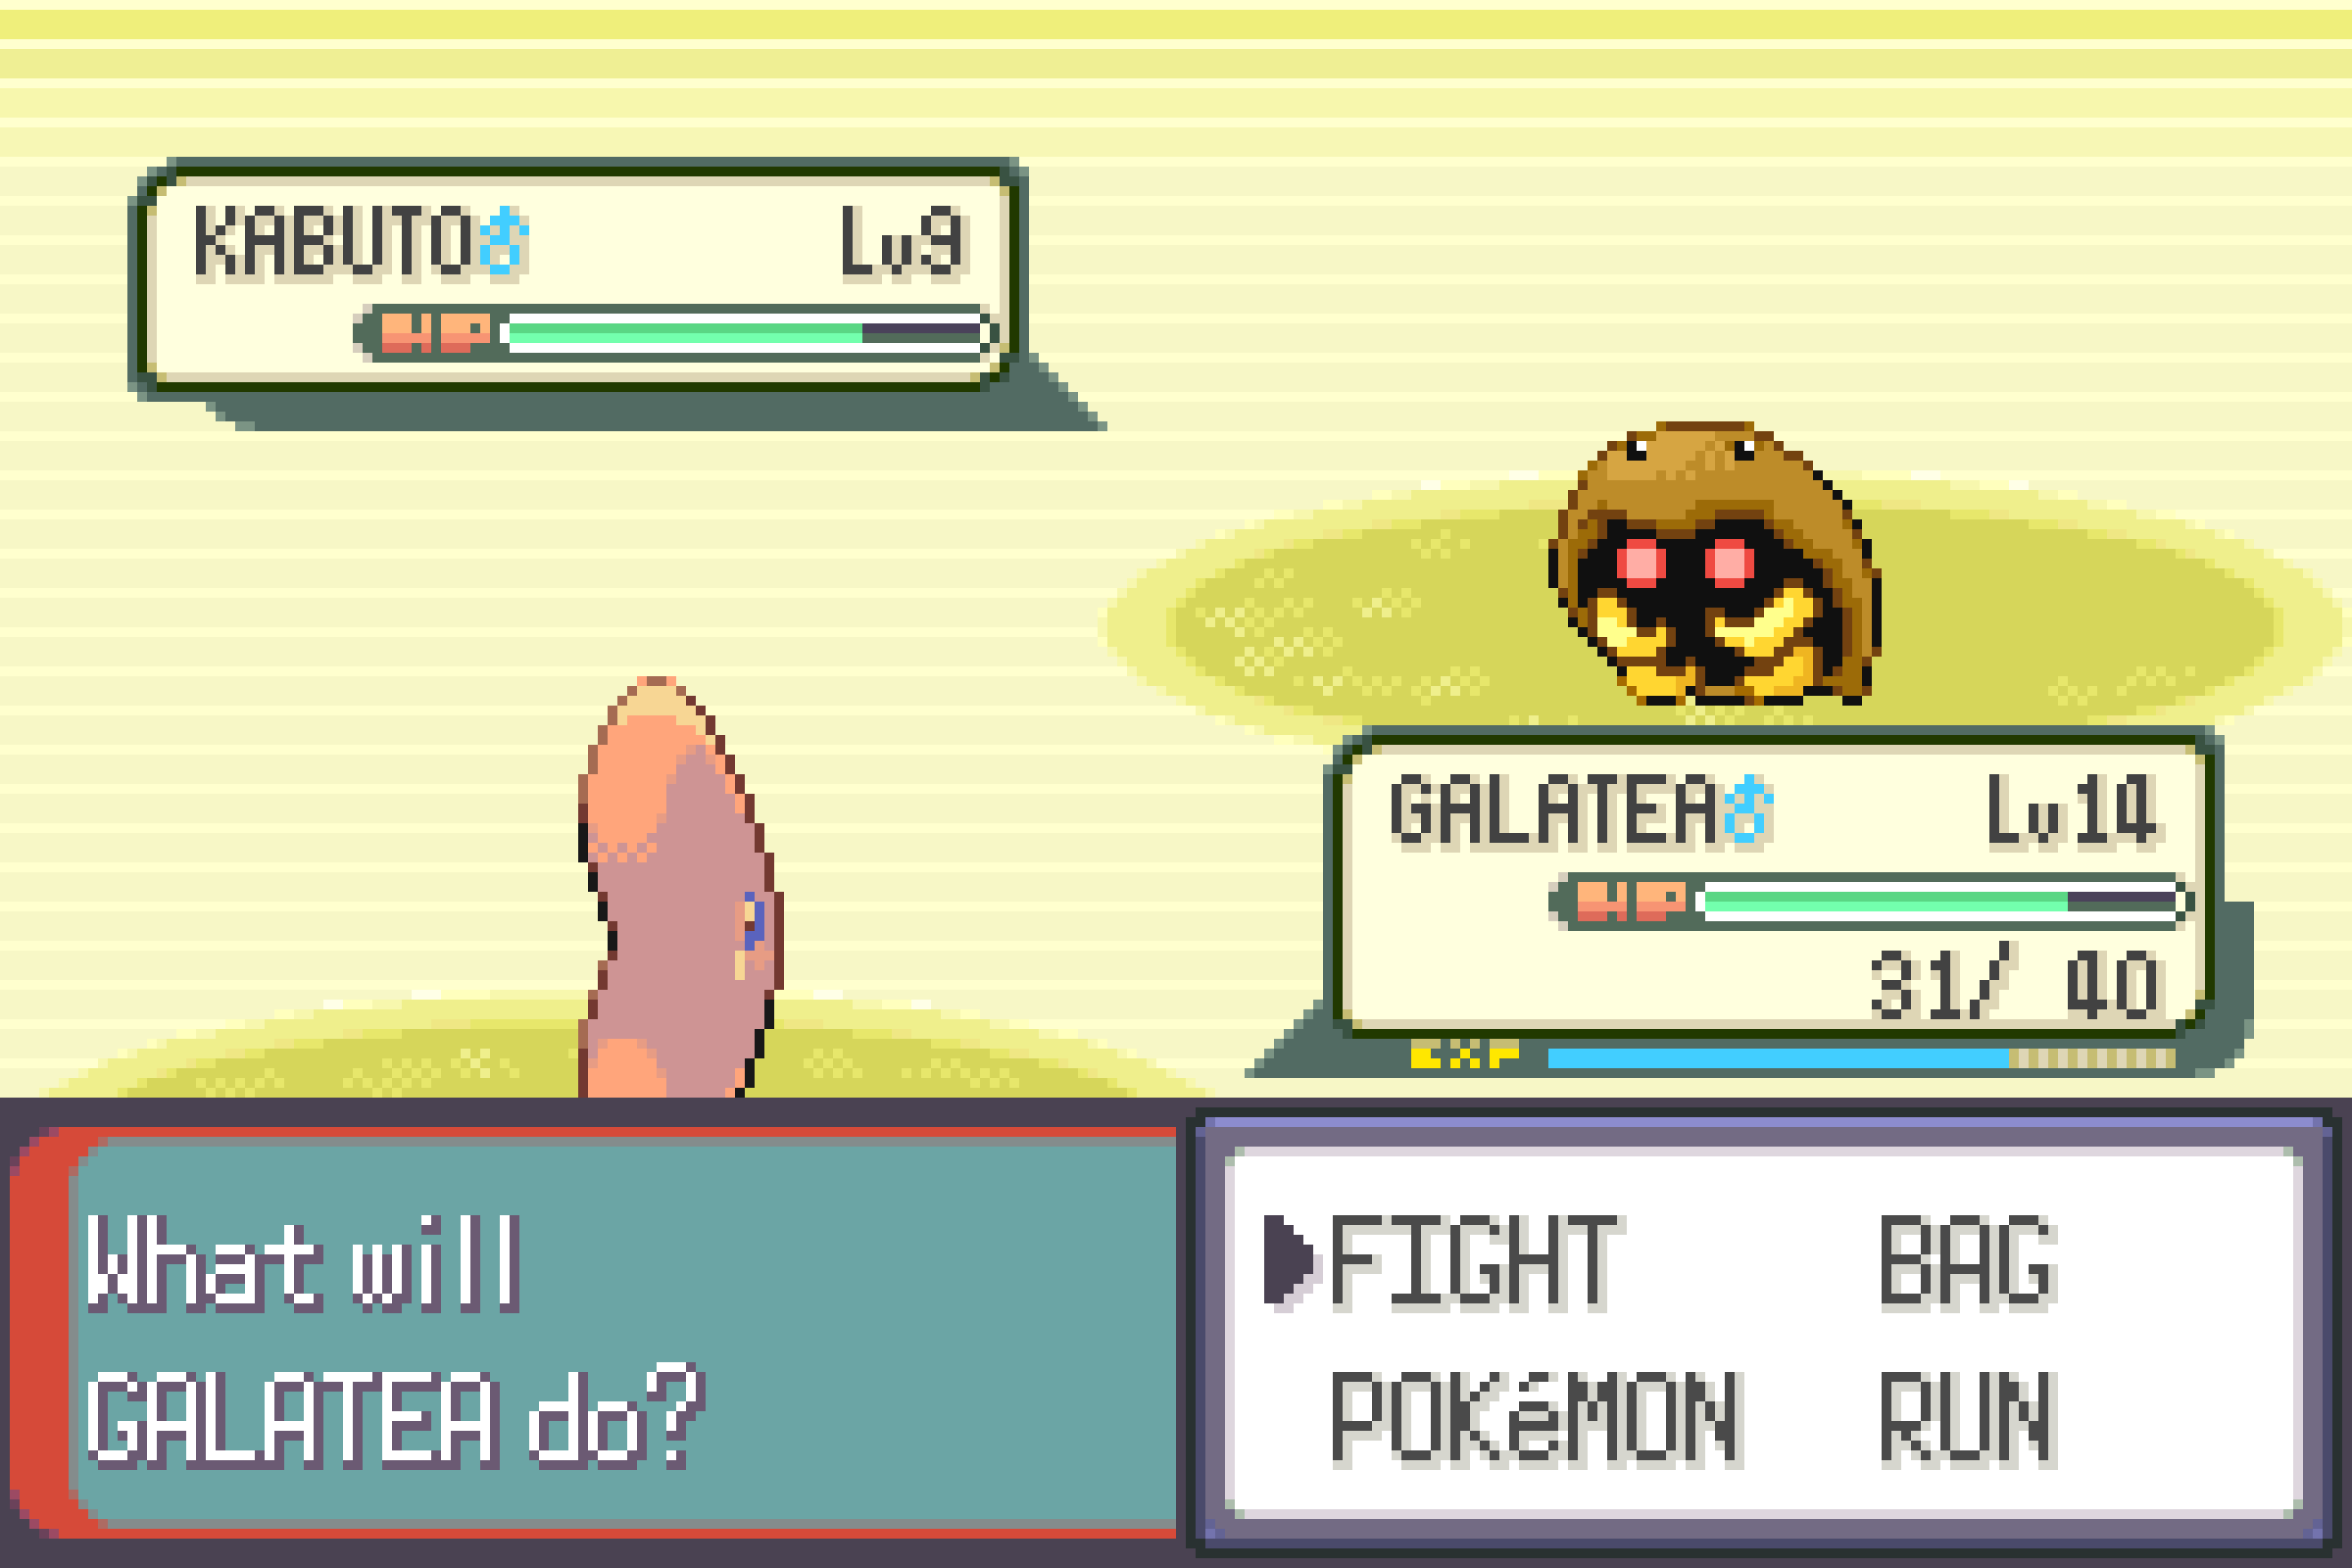 KABUTO♂ Lv9
HP
GALATEA♂ Lv14
HP
31/ 40
EXP
What will
GALATEA do?
FIGHT BAG
POKéMON RUN